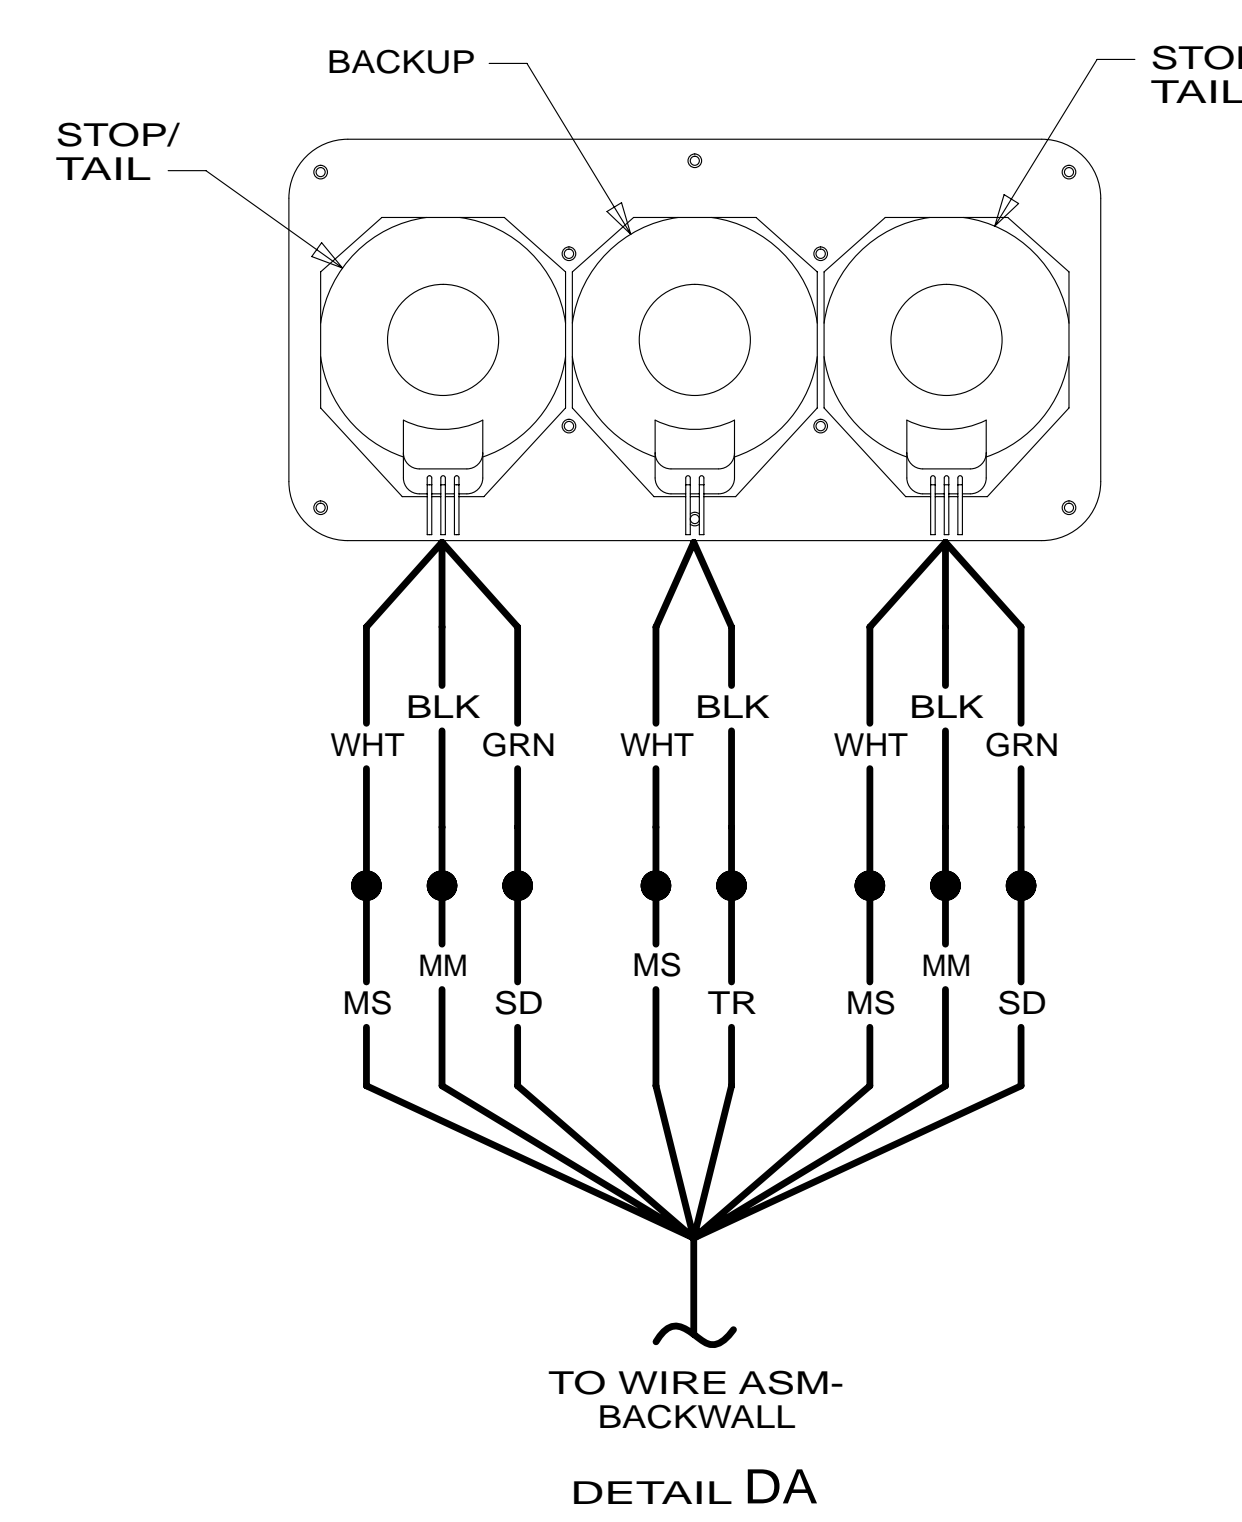 BACKUP
STOP/
TAIL
TAIL
STOP/
TAIL
BLK
BLK
BLK
WHT
GRN
WHT
WHT
GRN
MM
MS
MM
MS
SD
TR
MS
SD
TO WIRE ASM-
BACKWALL
DETAIL DA